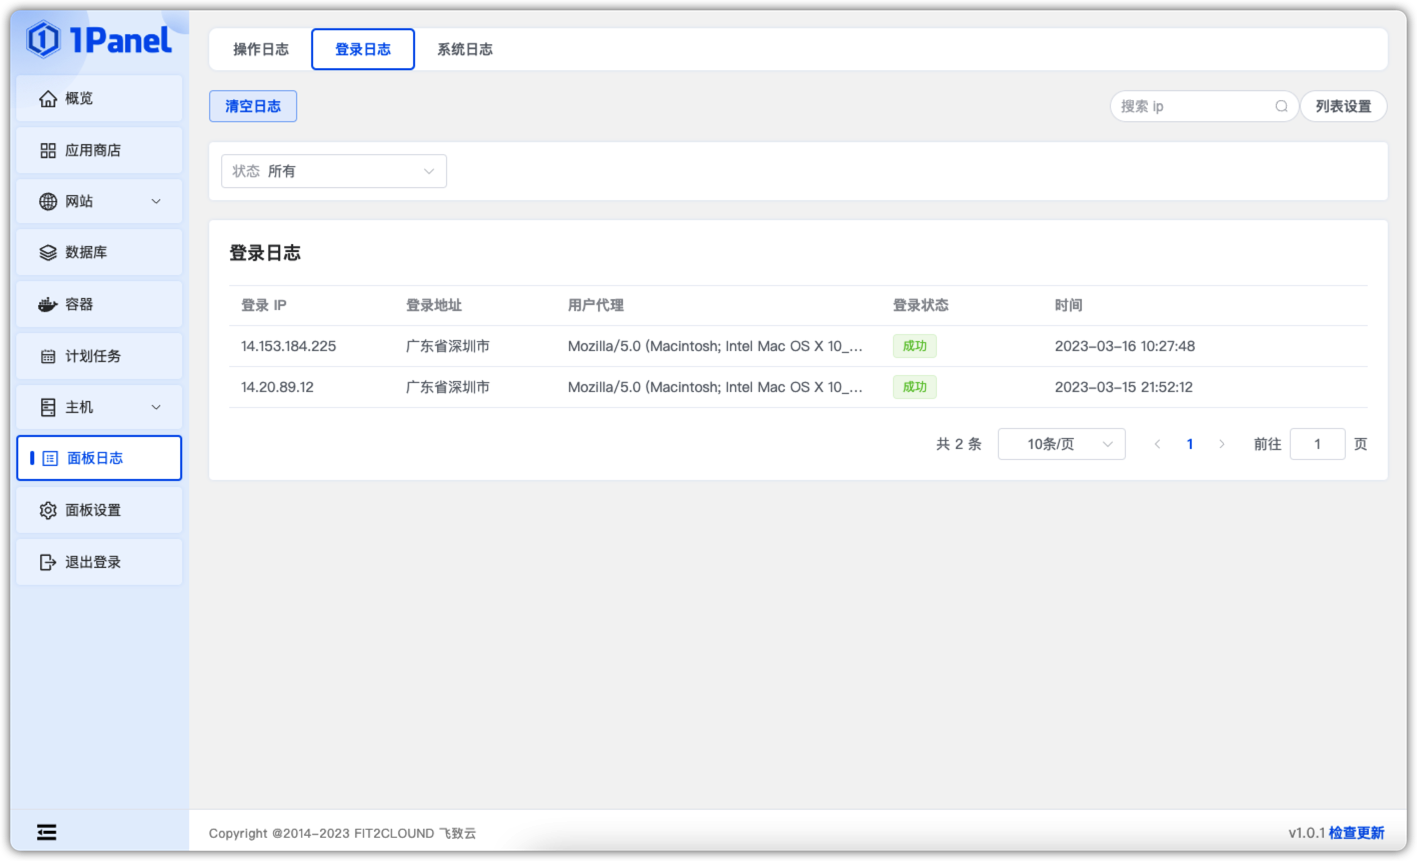 1Panel
概览
应用商店
网站
数据库
容器
计划任务
主机
面板日志
面板设置
退出登录
操作日志 登录日志 系统日志
清空日志
搜索 ip
列表设置
状态 所有
登录日志
登录 IP 登录地址 用户代理 登录状态 时间
14.153.184.225 广东省深圳市 Mozilla/5.0 (Macintosh; Intel Mac OS X 10_... 成功 2023-03-16 10:27:48
14.20.89.12 广东省深圳市 Mozilla/5.0 (Macintosh; Intel Mac OS X 10_... 成功 2023-03-15 21:52:12
共 2 条 10条/页 1 前往 1 页
Copyright @2014-2023 FIT2CLOUND 飞致云
v1.0.1 检查更新